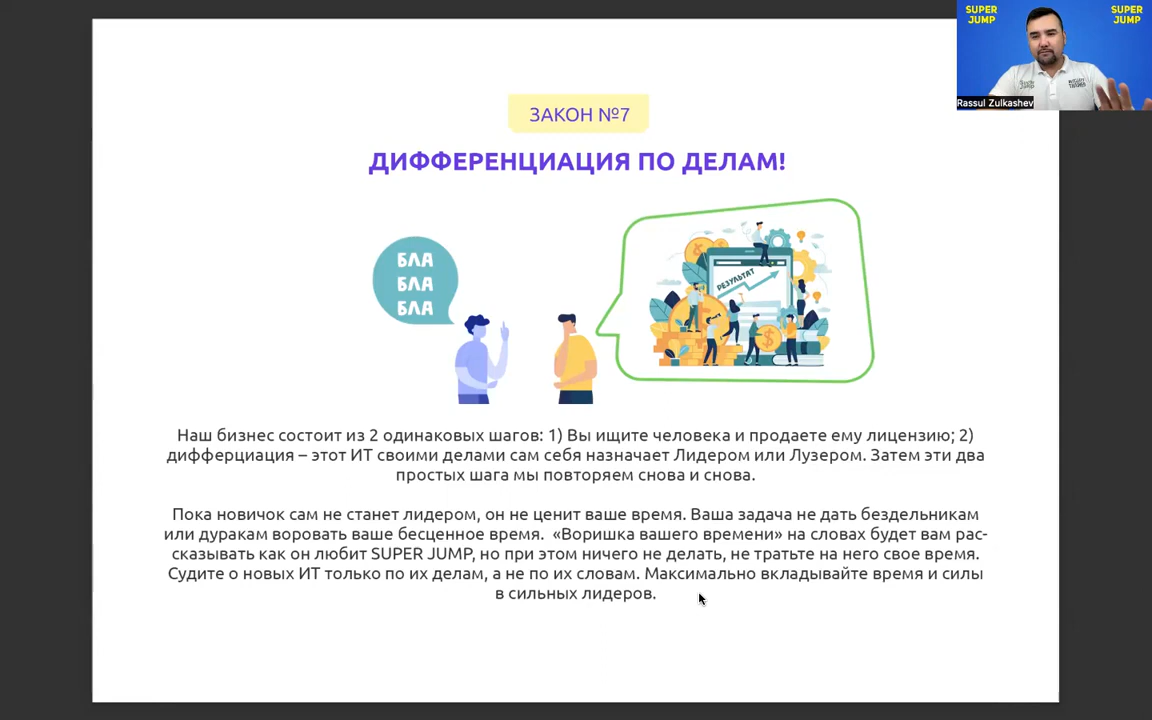 SUPER
JUMP
SUPER
JUMP
Rassul Zulkashev
ЗАКОН №7
ДИФФЕРЕНЦИАЦИЯ ПО ДЕЛАМ!
БЛА
БЛА
БЛА
РЕЗУЛЬТАТ
Наш бизнес состоит из 2 одинаковых шагов: 1) Вы ищите человека и продаете ему лицензию; 2)
дифферциация – этот ИТ своими делами сам себя назначает Лидером или Лузером. Затем эти два
простых шага мы повторяем снова и снова.
Пока новичок сам не станет лидером, он не ценит ваше время. Ваша задача не дать бездельникам
или дуракам воровать ваше бесценное время. «Воришка вашего времени» на словах будет вам рас-
сказывать как он любит SUPER JUMP, но при этом ничего не делать, не тратьте на него свое время.
Судите о новых ИТ только по их делам, а не по их словам. Максимально вкладывайте время и силы
в сильных лидеров.